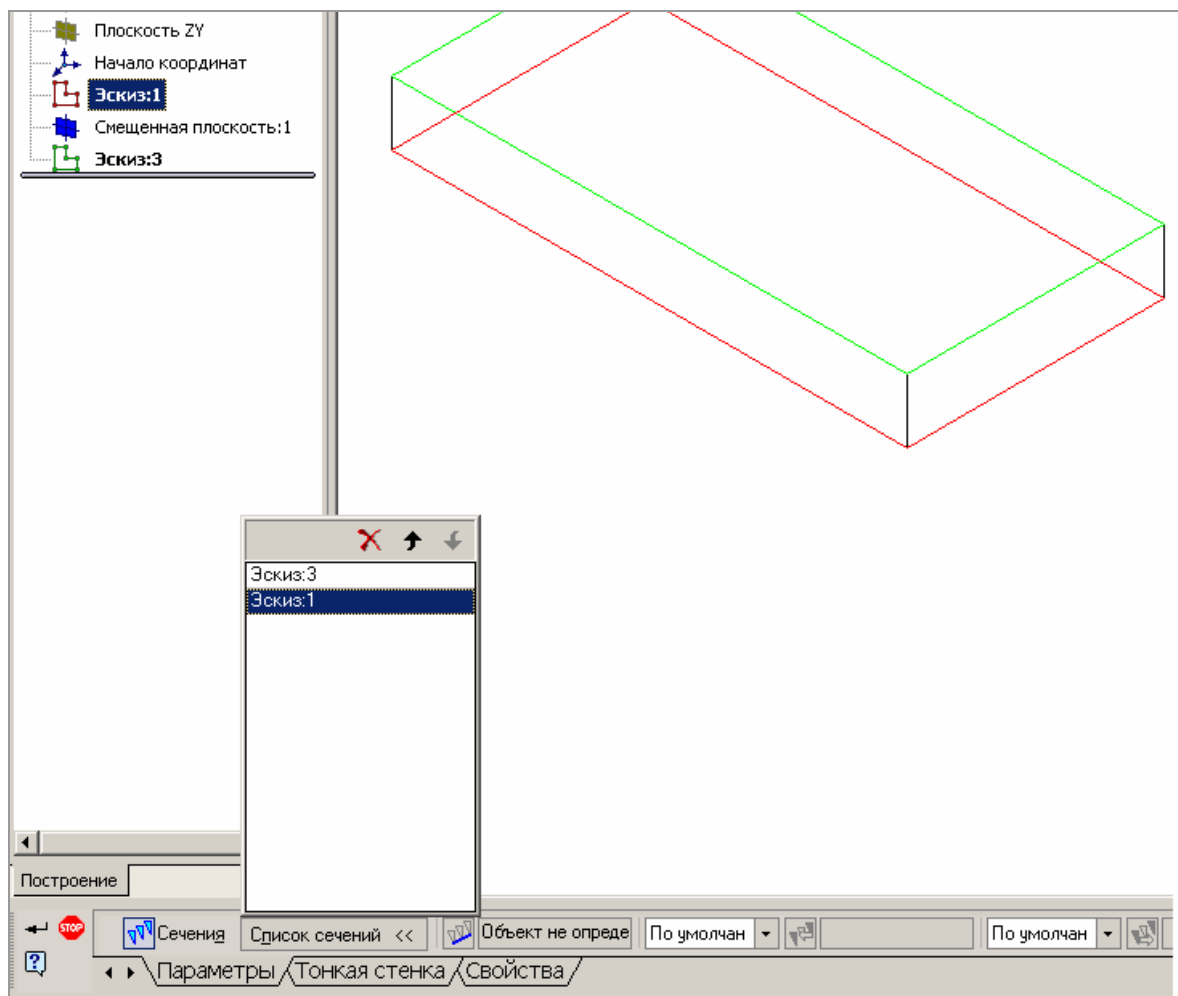 Плоскость ZY
Начало координат
Эскиз:1
Смещенная плоскость:1
Эскиз:3
Эскиз:3
Эскиз:1
Построение
STOP
Сечения
Список сечений <<
Объект не опреде
По умолчан
По умолчан
?
Параметры
Тонкая стенка
Свойства